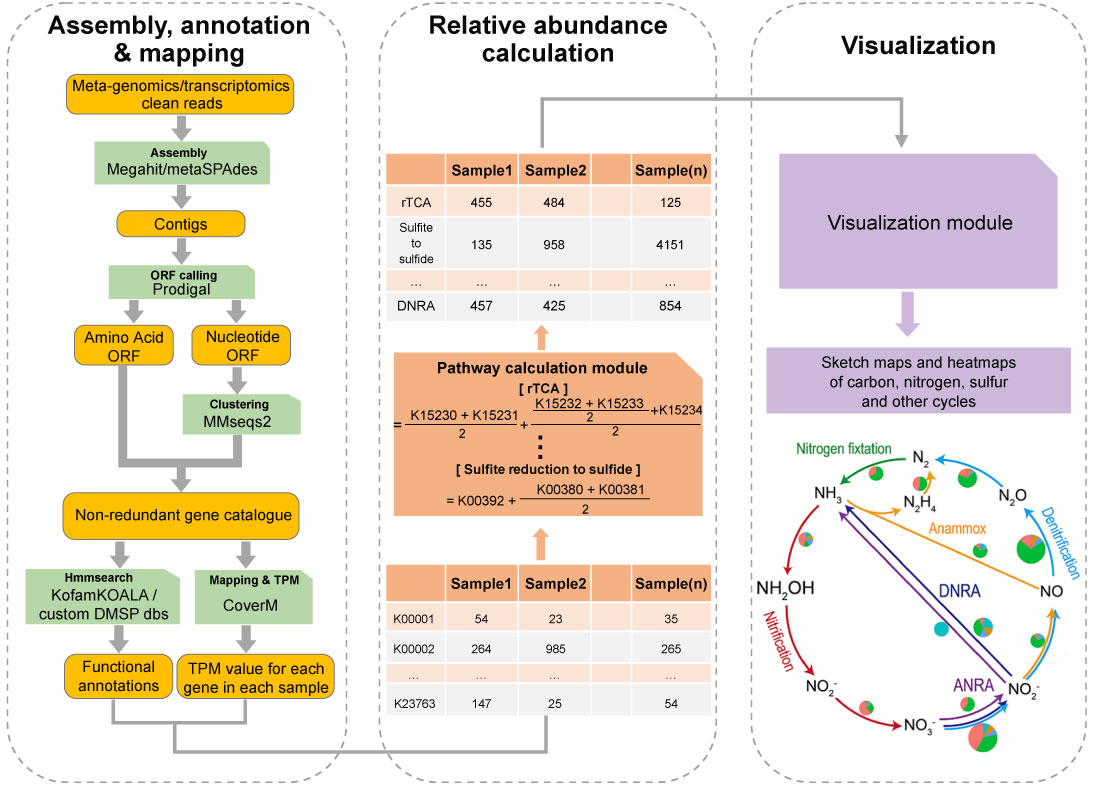 Assembly, annotation
& mapping
Meta-genomics/transcriptomics
clean reads
Assembly
Megahit/metaSPAdes
Contigs
ORF calling
Prodigal
Amino Acid
ORF
Nucleotide
ORF
Clustering
MMseqs2
Non-redundant gene catalogue
Hmmsearch
KofamKOALA /
custom DMSP dbs
Mapping & TPM
CoverM
Functional
annotations
TPM value for each
gene in each sample
Relative abundance
calculation
Sample1 Sample2 Sample(n)
rTCA 455 484 125
Sulfite
to
sulfide
135 958 4151
... ... ... ...
DNRA 457 425 854
Pathway calculation module
[ rTCA ]
= K15230 + K15231
2
+
K15232 + K15233
2
+K15234
2
⋮
[ Sulfite reduction to sulfide ]
= K00392 +
K00380 + K00381
2
Sample1 Sample2 Sample(n)
K00001 54 23 35
K00002 264 985 265
... ... ... ...
K23763 147 25 54
Visualization
Visualization module
Sketch maps and heatmaps
of carbon, nitrogen, sulfur
and other cycles
Nitrogen fixtation
N₂
NH₃
N₂H₄
N₂O
Anammox
Denitrification
NH₂OH
DNRA
NO
Nitrification
NO₂⁻
ANRA
NO₂⁻
NO₃⁻